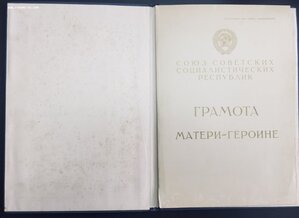 СОЮЗ СОВЕТСКИХ
СОЦИАЛИСТИЧЕСКИХ
РЕСПУБЛИК
ГРАМОТА
МАТЕРИ-ГЕРОИНЕ